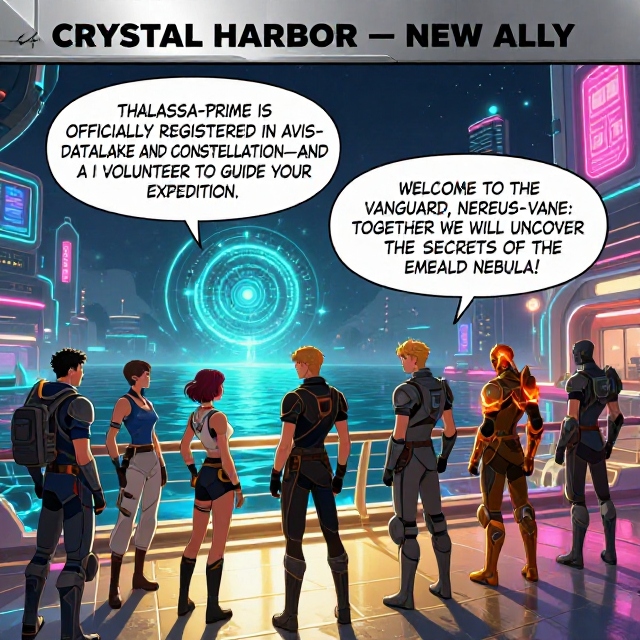 CRYSTAL HARBOR — NEW ALLY
THALASSA-PRIME IS
OFFICIALLY REGISTERED IN AVIS-
DATALAKE AND CONSTELLATION—AND
A I VOLUNTEER TO GUIDE YOUR
EXPEDITION.
WELCOME TO THE
VANGUARD, NEREUS-VANE:
TOGETHER WE WILL UNCOVER
THE SECRETS OF THE
EMEALD NEBULA!